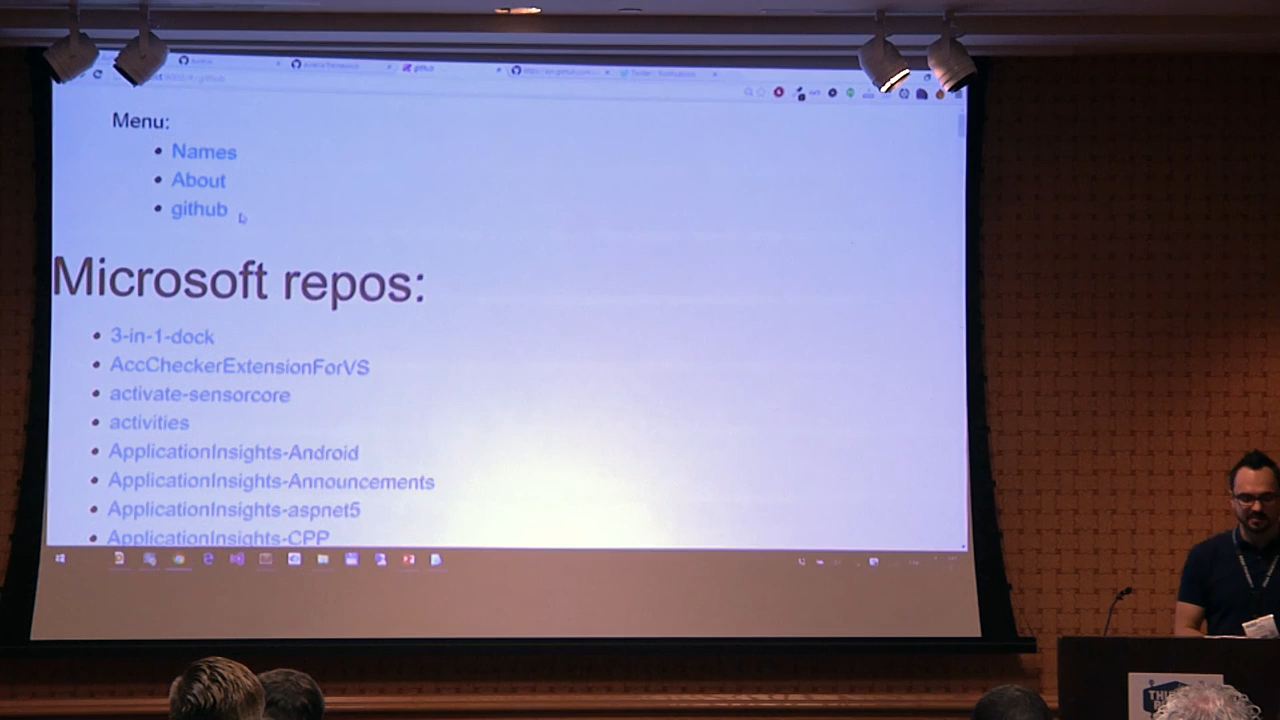 github
Menu:
Names
About
github
Microsoft repos:
3-in-1-dock
AccCheckerExtensionForVS
activate-sensorcore
activities
ApplicationInsights-Android
ApplicationInsights-Announcements
ApplicationInsights-aspnet5
ApplicationInsights-CPP